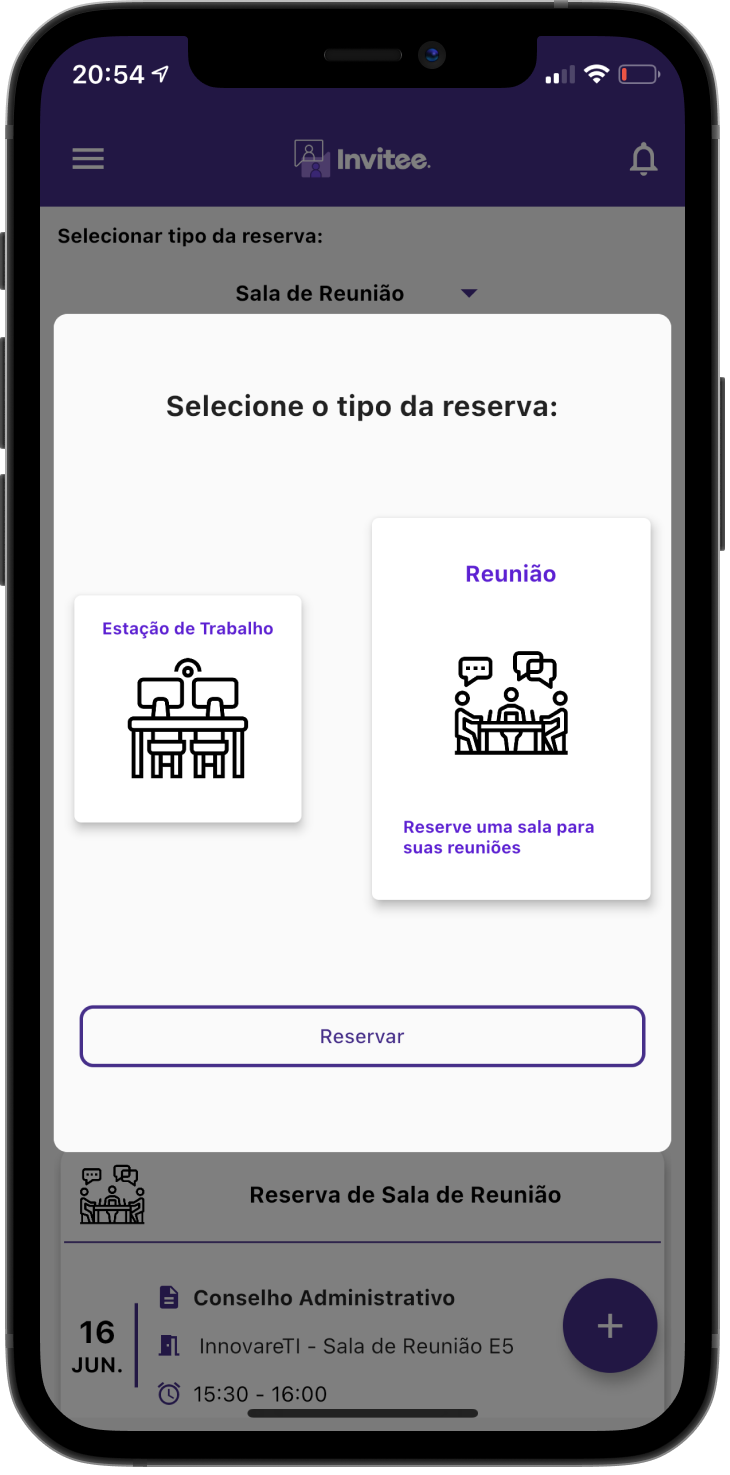 20:54
Invitee.
Selecionar tipo da reserva:
Sala de Reunião
Selecione o tipo da reserva:
Estação de Trabalho
Reunião
Reserve uma sala para
suas reuniões
Reservar
Reserva de Sala de Reunião
16
JUN.
Conselho Administrativo
InnovareTI - Sala de Reunião E5
15:30 - 16:00